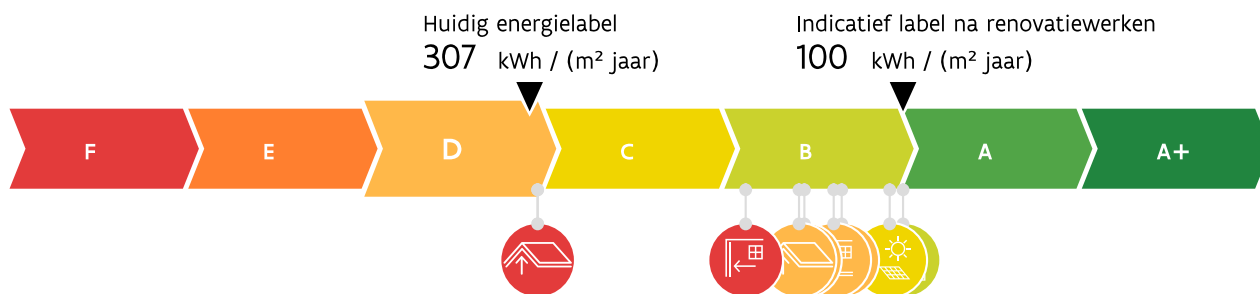 Huidig energielabel
307 kWh / (m² jaar)
Indicatief label na renovatiewerken
100 kWh / (m² jaar)
F E D C B A A+